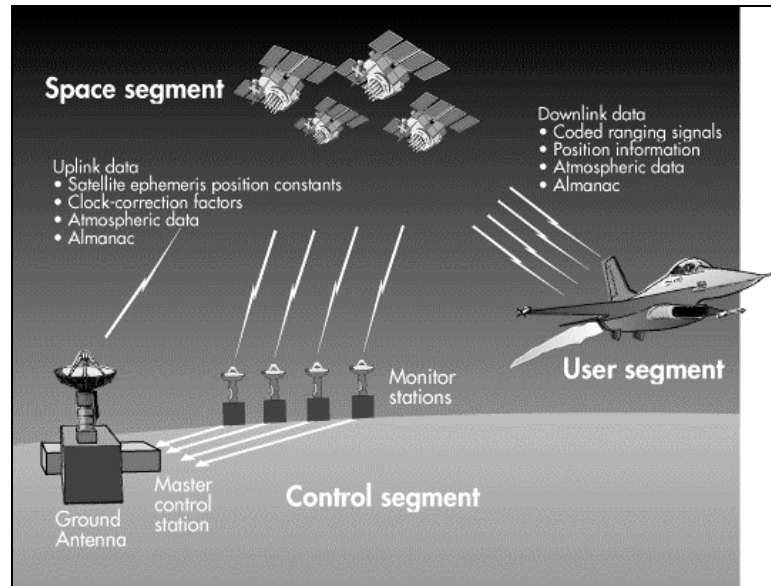 Space segment
Downlink data
• Coded ranging signals
• Position information
• Atmospheric data
• Almanac
Uplink data
• Satellite ephemeris position constants
• Clock-correction factors
• Atmospheric data
• Almanac
User segment
Monitor
stations
Control segment
Master
control
station
Ground
Antenna